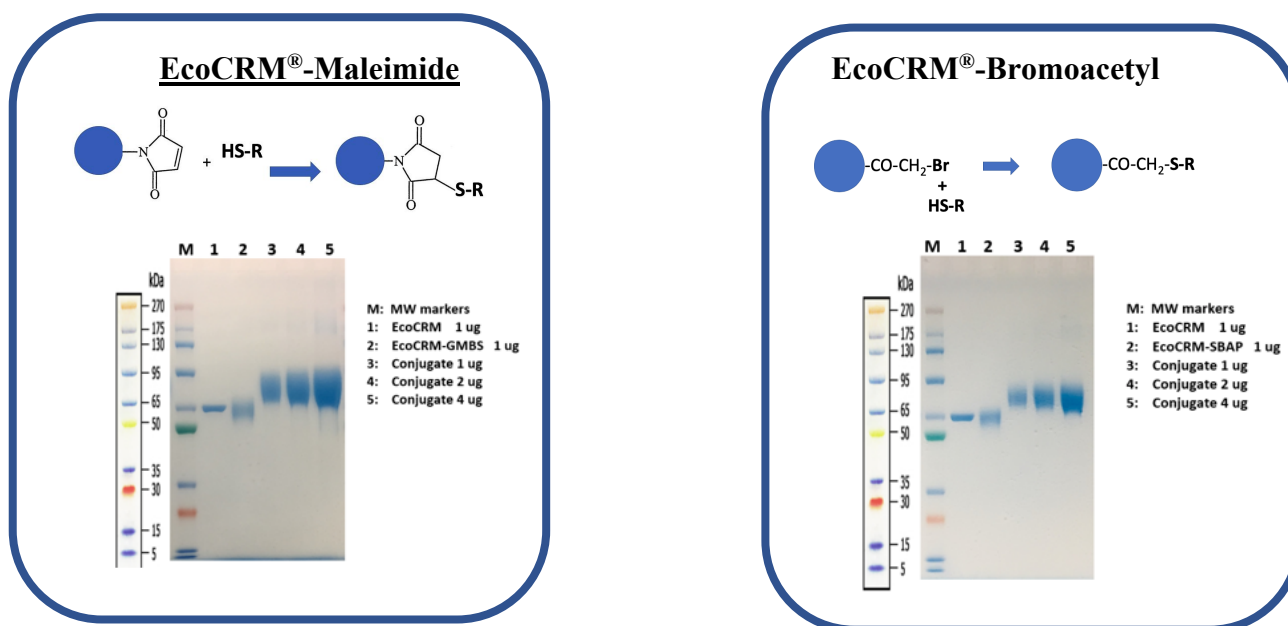 EcoCRM®-Maleimide
O
N
O
+
HS-R
O
N
O
S-R
M 1 2 3 4 5
kDa
270
175
130
95
65
50
35
30
15
5
M: MW markers
1: EcoCRM 1 ug
2: EcoCRM-GMBS 1 ug
3: Conjugate 1 ug
4: Conjugate 2 ug
5: Conjugate 4 ug
EcoCRM®-Bromoacetyl
-CO-CH2-Br
+
HS-R
-CO-CH2-S-R
M 1 2 3 4 5
kDa
270
175
130
95
65
50
35
30
15
5
M: MW markers
1: EcoCRM 1 ug
2: EcoCRM-SBAP 1 ug
3: Conjugate 1 ug
4: Conjugate 2 ug
5: Conjugate 4 ug